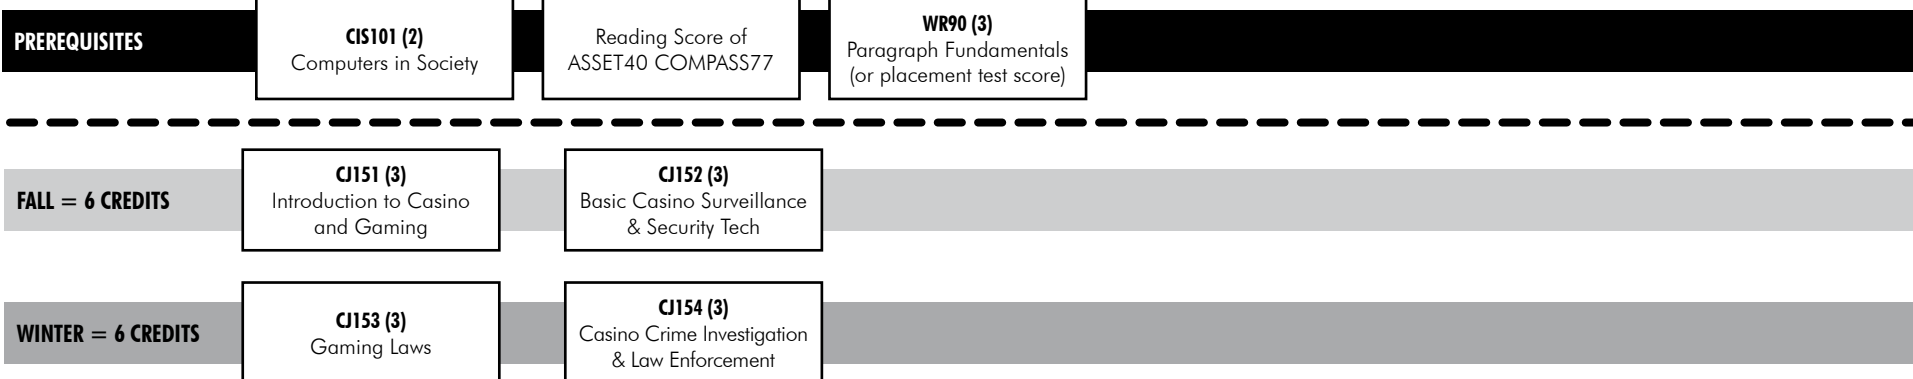 PREREQUISITES
CIS101 (2)
Computers in Society
Reading Score of
ASSET40 COMPASS77
WR90 (3)
Paragraph Fundamentals
(or placement test score)
FALL = 6 CREDITS
CJ151 (3)
Introduction to Casino
and Gaming
CJ152 (3)
Basic Casino Surveillance
& Security Tech
WINTER = 6 CREDITS
CJ153 (3)
Gaming Laws
CJ154 (3)
Casino Crime Investigation
& Law Enforcement